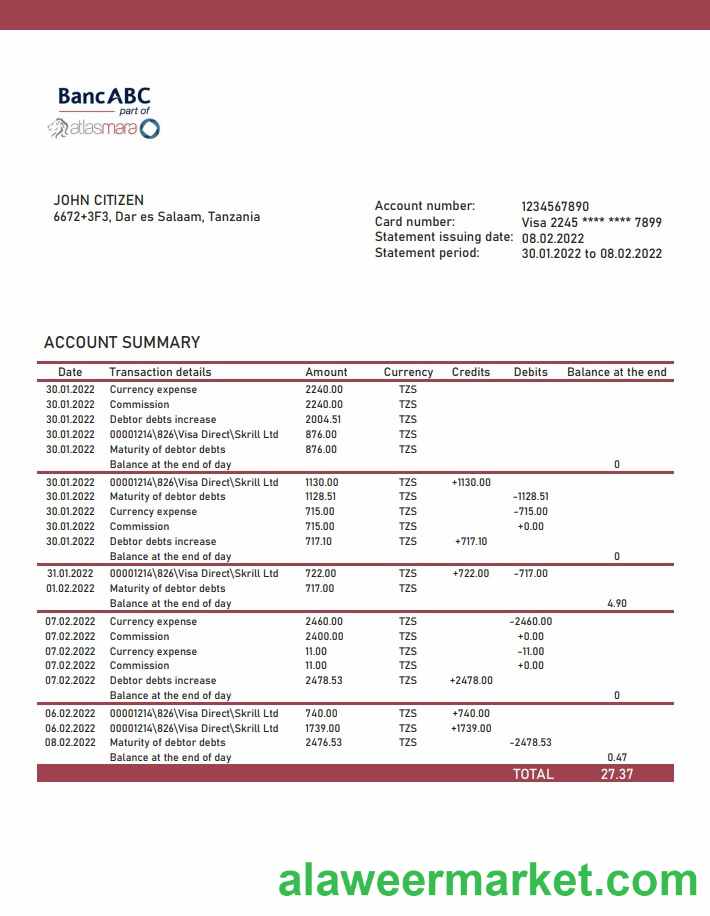 BancABC
part of
atlasmara
JOHN CITIZEN
6672+3F3, Dar es Salaam, Tanzania
Account number: 1234567890
Card number: Visa 2245 **** **** 7899
Statement issuing date: 08.02.2022
Statement period: 30.01.2022 to 08.02.2022
ACCOUNT SUMMARY
Date Transaction details Amount Currency Credits Debits Balance at the end
30.01.2022 Currency expense 2240.00 TZS
30.01.2022 Commission 2240.00 TZS
30.01.2022 Debtor debts increase 2004.51 TZS
30.01.2022 00001214\826\Visa Direct\Skrill Ltd 876.00 TZS
30.01.2022 Maturity of debtor debts 876.00 TZS
Balance at the end of day 0
30.01.2022 00001214\826\Visa Direct\Skrill Ltd 1130.00 TZS +1130.00
30.01.2022 Maturity of debtor debts 1128.51 TZS -1128.51
30.01.2022 Currency expense 715.00 TZS -715.00
30.01.2022 Commission 715.00 TZS +0.00
30.01.2022 Debtor debts increase 717.10 TZS +717.10
Balance at the end of day 0
31.01.2022 00001214\826\Visa Direct\Skrill Ltd 722.00 TZS +722.00 -717.00
01.02.2022 Maturity of debtor debts 717.00 TZS
Balance at the end of day 4.90
07.02.2022 Currency expense 2460.00 TZS -2460.00
07.02.2022 Commission 2400.00 TZS +0.00
07.02.2022 Currency expense 11.00 TZS -11.00
07.02.2022 Commission 11.00 TZS +0.00
07.02.2022 Debtor debts increase 2478.53 TZS +2478.00
Balance at the end of day 0
06.02.2022 00001214\826\Visa Direct\Skrill Ltd 740.00 TZS +740.00
06.02.2022 00001214\826\Visa Direct\Skrill Ltd 1739.00 TZS +1739.00
08.02.2022 Maturity of debtor debts 2476.53 TZS -2478.53
Balance at the end of day 0.47
TOTAL 27.37
alaweermarket.com